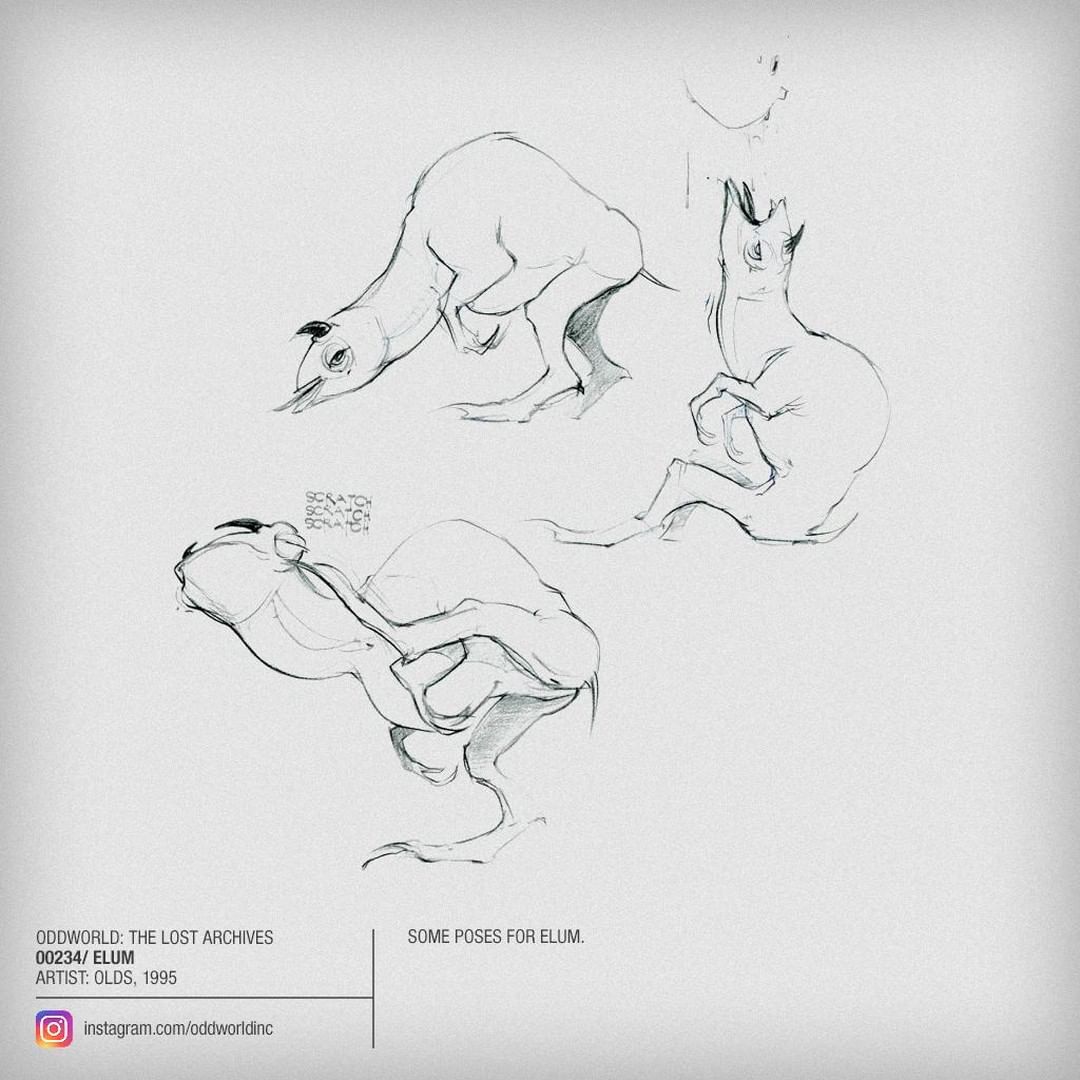 SCRATCH
SCRATCH
SCRATCH
ODDWORLD: THE LOST ARCHIVES
00234/ ELUM
ARTIST: OLDS, 1995
instagram.com/oddworldinc
SOME POSES FOR ELUM.